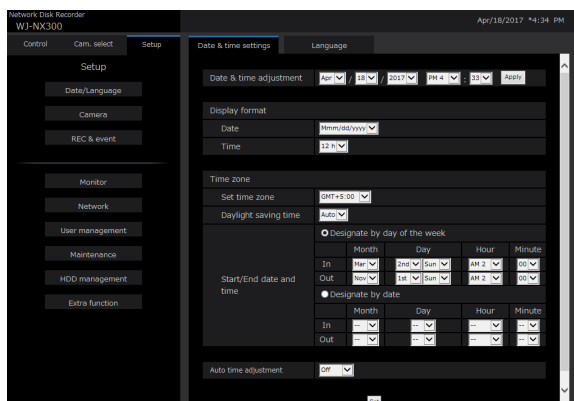 Network Disk Recorder
WJ-NX300
Apr/18/2017 *4:34 PM
Control Cam. select Setup
Date & time settings Language
Setup
Date/Language
Camera
REC & event
Monitor
Network
User management
Maintenance
HDD management
Extra function
Date & time adjustment Apr / 18 / 2017 PM 4 : 33 Apply
Display format
Date Mmm/dd/yyyy
Time 12 h
Time zone
Set time zone GMT+5:00
Daylight saving time Auto
Start/End date and time
Designate by day of the week
Month Day Hour Minute
In Mar 2nd Sun AM 2 00
Out Nov 1st Sun AM 2 00
Designate by date
Month Day Hour Minute
In -- -- -- --
Out -- -- -- --
Auto time adjustment Off